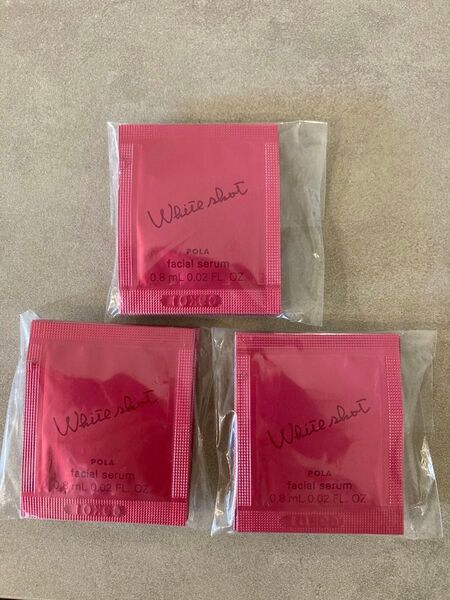 White shot
POLA
facial serum
0.8 mL 0.02 FL. OZ.
White shot
POLA
facial serum
0.8 mL 0.02 FL. OZ.
White shot
POLA
facial serum
0.8 mL 0.02 FL. OZ.